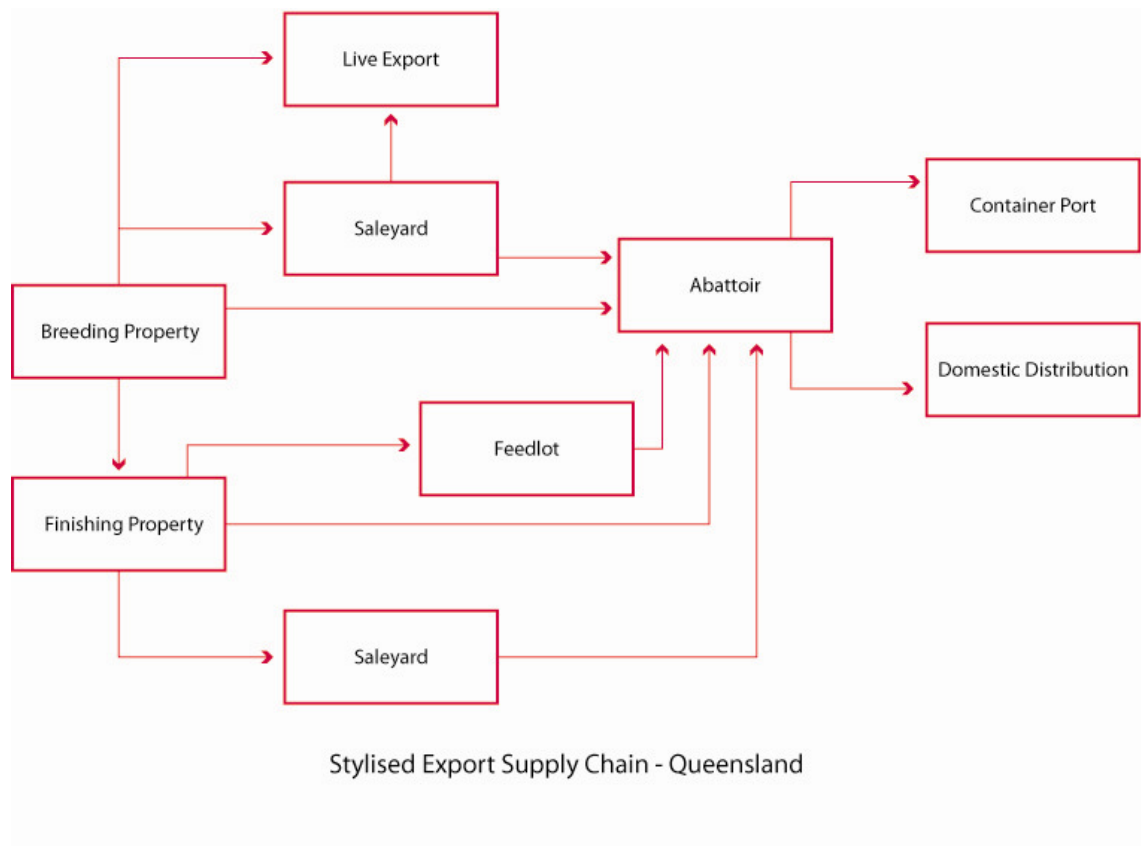 Live Export
Saleyard
Container Port
Abattoir
Breeding Property
Domestic Distribution
Feedlot
Finishing Property
Saleyard
Stylised Export Supply Chain - Queensland